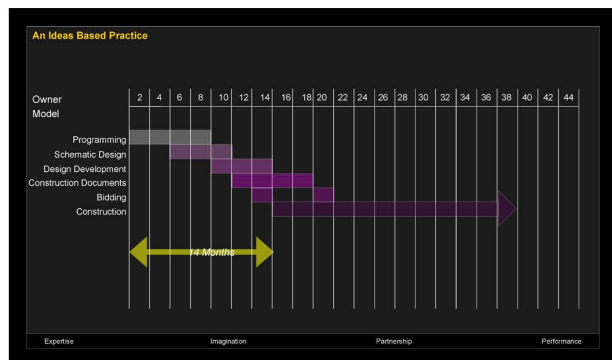 An Ideas Based Practice
Owner 2 4 6 8 10 12 14 16 18 20 22 24 26 28 30 32 34 36 38 40 42 44
Model
Programming
Schematic Design
Design Development
Construction Documents
Bidding
Construction
14 Months
Expertise Imagination Partnership Performance